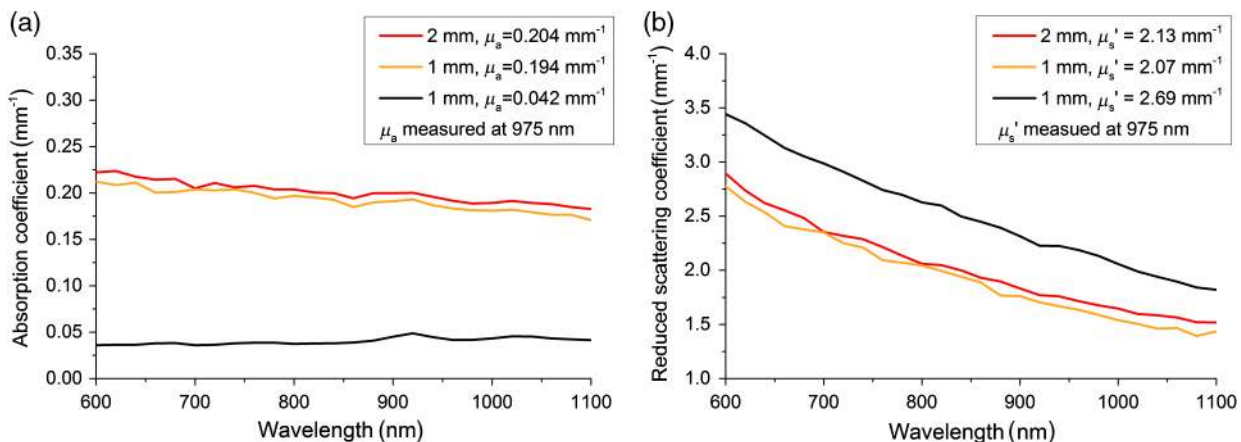 (a)
2 mm, μa=0.204 mm-1
1 mm, μa=0.194 mm-1
1 mm, μa=0.042 mm-1
μa measured at 975 nm
Absorption coefficient (mm-1)
0.35
0.30
0.25
0.20
0.15
0.10
0.05
0.00
600 700 800 900 1000 1100
Wavelength (nm)
(b)
2 mm, μs' = 2.13 mm-1
1 mm, μs' = 2.07 mm-1
1 mm, μs' = 2.69 mm-1
μs' measued at 975 nm
Reduced scattering coefficient (mm-1)
4.0
3.5
3.0
2.5
2.0
1.5
1.0
600 700 800 900 1000 1100
Wavelength (nm)